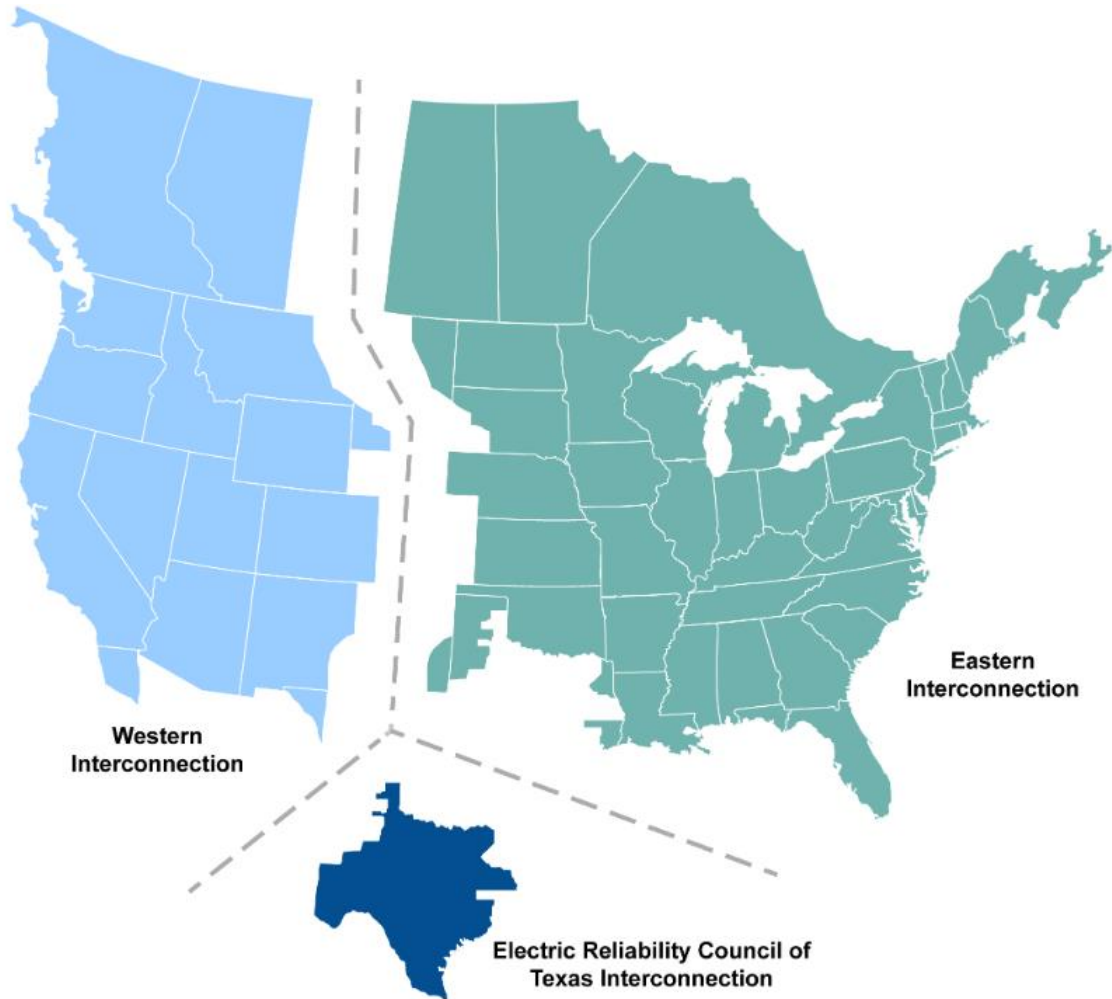 Western
Interconnection
Eastern
Interconnection
Electric Reliability Council of
Texas Interconnection